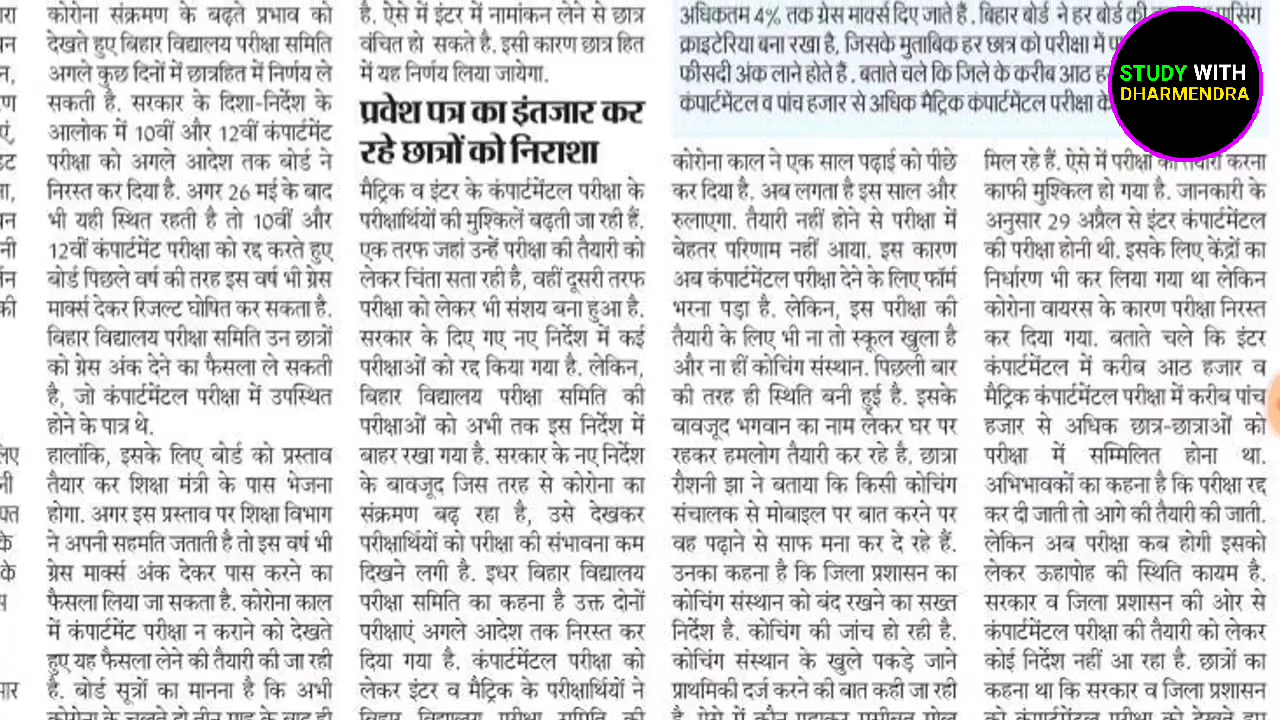 कोरोना संक्रमण के बढ़ते प्रभाव को
देखते हुए बिहार विद्यालय परीक्षा समिति
अगले कुछ दिनों में छात्रहित में निर्णय ले
सकती है. सरकार के दिशा-निर्देश के
आलोक में 10वीं और 12वीं कंपार्टमेंट
परीक्षा को अगले आदेश तक बोर्ड ने
निरस्त कर दिया है. अगर 26 मई के बाद
भी यही स्थित रहती है तो 10वीं और
12वीं कंपार्टमेंट परीक्षा को रद्द करते हुए
बोर्ड पिछले वर्ष की तरह इस वर्ष भी ग्रेस
मार्क्स देकर रिजल्ट घोषित कर सकता है.
बिहार विद्यालय परीक्षा समिति उन छात्रों
को ग्रेस अंक देने का फैसला ले सकती
है, जो कंपार्टमेंटल परीक्षा में उपस्थित
होने के पात्र थे.
हालांकि, इसके लिए बोर्ड को प्रस्ताव
तैयार कर शिक्षा मंत्री के पास भेजना
होगा. अगर इस प्रस्ताव पर शिक्षा विभाग
ने अपनी सहमति जताती है तो इस वर्ष भी
ग्रेस मार्क्स अंक देकर पास करने का
फैसला लिया जा सकता है. कोरोना काल
में कंपार्टमेंट परीक्षा न कराने को देखते
हुए यह फैसला लेने की तैयारी की जा रही
है. बोर्ड सूत्रों का मानना है कि अभी
है. ऐसे में इंटर में नामांकन लेने से छात्र
वंचित हो सकते है. इसी कारण छात्र हित
में यह निर्णय लिया जायेगा.
प्रवेश पत्र का इंतजार कर
रहे छात्रों को निराशा
मैट्रिक व इंटर के कंपार्टमेंटल परीक्षा के
परीक्षार्थियों की मुश्किलें बढ़ती जा रही हैं.
एक तरफ जहां उन्हें परीक्षा की तैयारी को
लेकर चिंता सता रही है, वहीं दूसरी तरफ
परीक्षा को लेकर भी संशय बना हुआ है.
सरकार के दिए गए नए निर्देश में कई
परीक्षाओं को रद्द किया गया है. लेकिन,
बिहार विद्यालय परीक्षा समिति की
परीक्षाओं को अभी तक इस निर्देश में
बाहर रखा गया है. सरकार के नए निर्देश
के बावजूद जिस तरह से कोरोना का
संक्रमण बढ़ रहा है, उसे देखकर
परीक्षार्थियों को परीक्षा की संभावना कम
दिखने लगी है. इधर बिहार विद्यालय
परीक्षा समिति का कहना है उक्त दोनों
परीक्षाएं अगले आदेश तक निरस्त कर
दिया गया है. कंपार्टमेंटल परीक्षा को
लेकर इंटर व मैट्रिक के परीक्षार्थियों ने
अधिकतम 4% तक ग्रेस मार्क्स दिए जाते है. बिहार बोर्ड ने हर बोर्ड की
क्राइटेरिया बना रखा है, जिसके मुताबिक हर छात्र को परीक्षा में
फीसदी अंक लाने होते है. बताते चले कि जिले के करीब आठ
कंपार्टमेंटल व पांच हजार से अधिक मैट्रिक कंपार्टमेंटल परीक्षा के
कोरोना काल ने एक साल पढ़ाई को पीछे
कर दिया है. अब लगता है इस साल और
रुलाएगा. तैयारी नहीं होने से परीक्षा में
बेहतर परिणाम नहीं आया. इस कारण
अब कंपार्टमेंटल परीक्षा देने के लिए फॉर्म
भरना पड़ा है. लेकिन, इस परीक्षा की
तैयारी के लिए भी ना तो स्कूल खुला है
और ना हीं कोचिंग संस्थान. पिछली बार
की तरह ही स्थिति बनी हुई है. इसके
बावजूद भगवान का नाम लेकर घर पर
रहकर हमलोग तैयारी कर रहे है. छात्रा
रौशनी झा ने बताया कि किसी कोचिंग
संचालक से मोबाइल पर बात करने पर
वह पढ़ाने से साफ मना कर दे रहे हैं.
उनका कहना है कि जिला प्रशासन का
कोचिंग संस्थान को बंद रखने का सख्त
निर्देश है. कोचिंग की जांच हो रही है.
कोचिंग संस्थान के खुले पकड़े जाने
प्राथमिकी दर्ज करने की बात कही जा रही
मिल रहे हैं. ऐसे में परीक्षा की तैयारी करना
काफी मुश्किल हो गया है. जानकारी के
अनुसार 29 अप्रैल से इंटर कंपार्टमेंटल
की परीक्षा होनी थी. इसके लिए केंद्रों का
निर्धारण भी कर लिया गया था लेकिन
कोरोना वायरस के कारण परीक्षा निरस्त
कर दिया गया. बताते चले कि इंटर
कंपार्टमेंटल में करीब आठ हजार व
मैट्रिक कंपार्टमेंटल परीक्षा में करीब पांच
हजार से अधिक छात्र-छात्राओं को
परीक्षा में सम्मिलित होना था.
अभिभावकों का कहना है कि परीक्षा रद्द
कर दी जाती तो आगे की तैयारी की जाती.
लेकिन अब परीक्षा कब होगी इसको
लेकर ऊहापोह की स्थिति कायम है.
सरकार व जिला प्रशासन की ओर से
कंपार्टमेंटल परीक्षा की तैयारी को लेकर
कोई निर्देश नहीं आ रहा है. छात्रों का
कहना था कि सरकार व जिला प्रशासन
STUDY WITH
DHARMENDRA